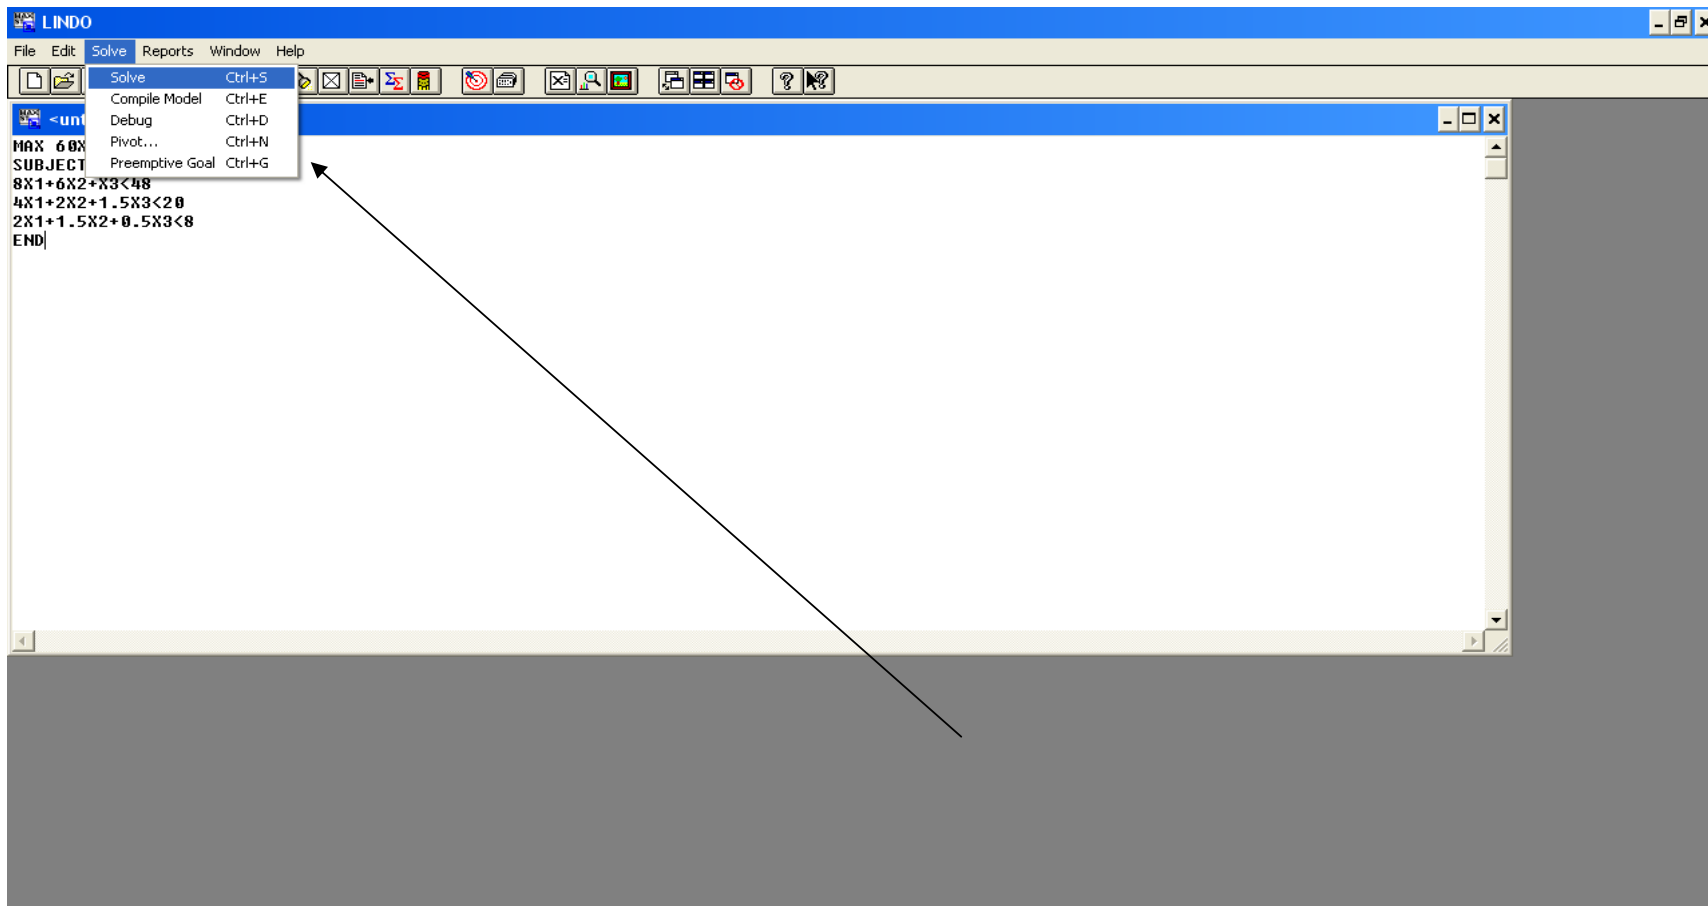 LINDO
File Edit Solve Reports Window Help
Solve Ctrl+S
Compile Model Ctrl+E
Debug Ctrl+D
Pivot... Ctrl+N
Preemptive Goal Ctrl+G
<unt
MAX 60X
SUBJECT
8X1+6X2+X3<48
4X1+2X2+1.5X3<20
2X1+1.5X2+0.5X3<8
END